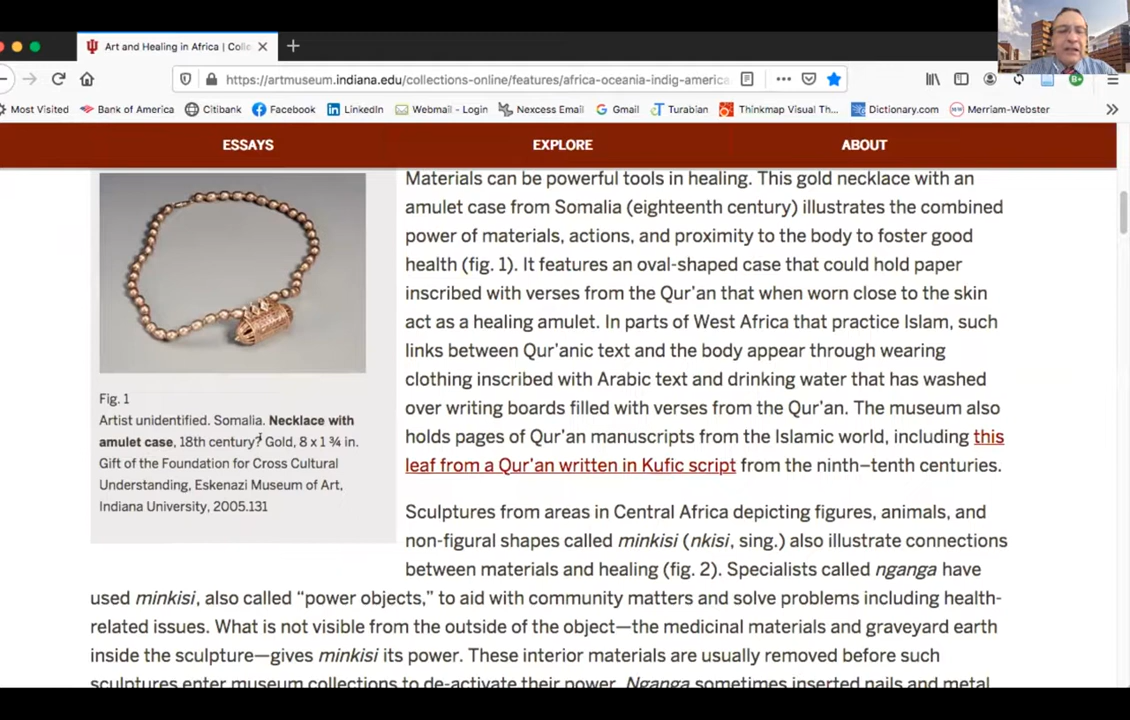 Art and Healing in Africa | Colle
https://artmuseum.indiana.edu/collections-online/features/africa-oceania-indig-america
Most Visited Bank of America Citibank Facebook LinkedIn Webmail - Login Nexcess Email Gmail Turabian Thinkmap Visual Th... Dictionary.com Merriam-Webster
ESSAYS EXPLORE ABOUT
Fig. 1
Artist unidentified. Somalia. Necklace with
amulet case, 18th century? Gold, 8 x 1 ¾ in.
Gift of the Foundation for Cross Cultural
Understanding, Eskenazi Museum of Art,
Indiana University, 2005.131
Materials can be powerful tools in healing. This gold necklace with an
amulet case from Somalia (eighteenth century) illustrates the combined
power of materials, actions, and proximity to the body to foster good
health (fig. 1). It features an oval-shaped case that could hold paper
inscribed with verses from the Qur'an that when worn close to the skin
act as a healing amulet. In parts of West Africa that practice Islam, such
links between Qur'anic text and the body appear through wearing
clothing inscribed with Arabic text and drinking water that has washed
over writing boards filled with verses from the Qur'an. The museum also
holds pages of Qur'an manuscripts from the Islamic world, including this
leaf from a Qur'an written in Kufic script from the ninth–tenth centuries.
Sculptures from areas in Central Africa depicting figures, animals, and
non-figural shapes called minkisi (nkisi, sing.) also illustrate connections
between materials and healing (fig. 2). Specialists called nganga have
used minkisi, also called "power objects," to aid with community matters and solve problems including health-
related issues. What is not visible from the outside of the object—the medicinal materials and graveyard earth
inside the sculpture—gives minkisi its power. These interior materials are usually removed before such
sculptures enter museum collections to de-activate their power. Nganga sometimes inserted nails and metal